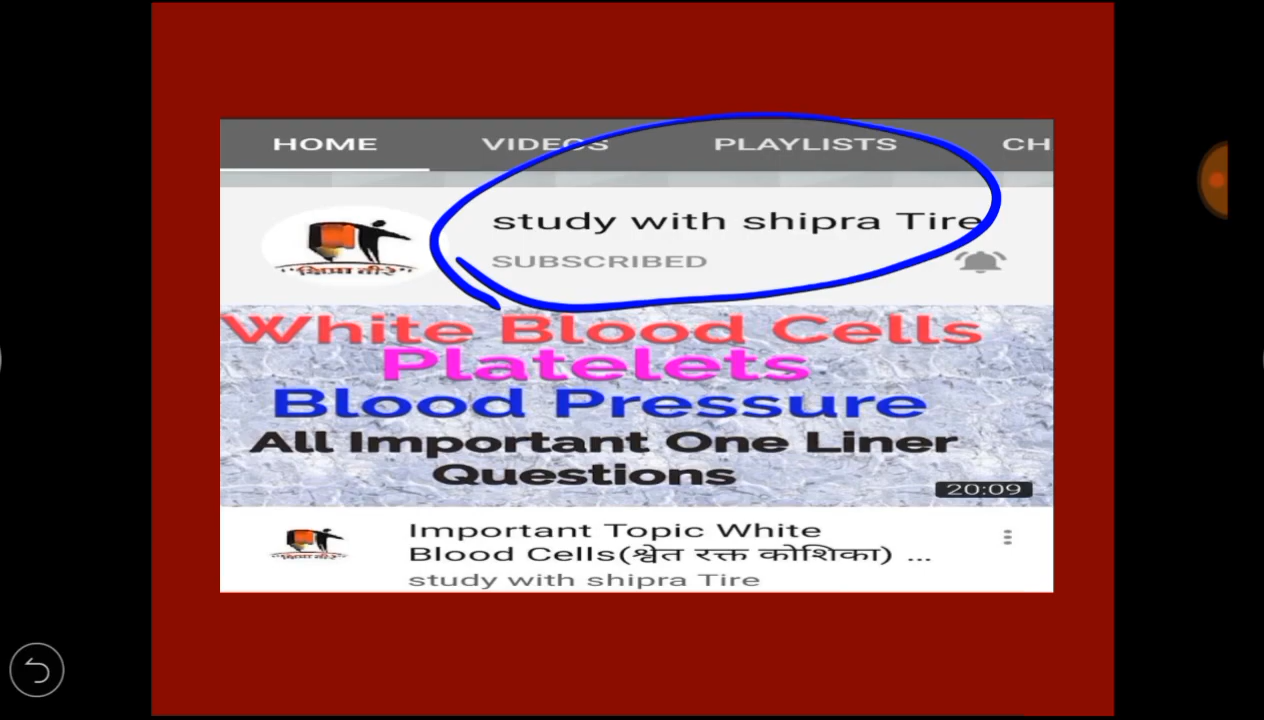 HOME VIDEOS PLAYLISTS CH
study with shipra Tire
SUBSCRIBED
White Blood Cells
Platelets
Blood Pressure
All Important One Liner
Questions
20:09
Important Topic White
Blood Cells(श्वेत रक्त कोशिका) ...
study with shipra Tire